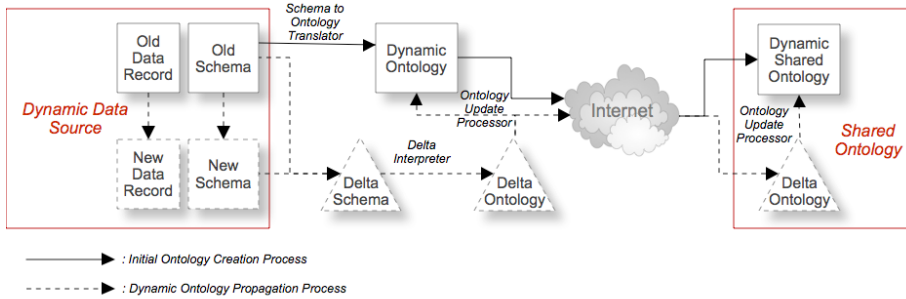 Schema to
Ontology
Translator
Old
Data
Record
Old
Schema
Dynamic
Ontology
Dynamic
Shared
Ontology
Dynamic Data
Source
Ontology
Update
Processor
Internet
Ontology
Update
Processor
Shared
Ontology
New
Data
Record
New
Schema
Delta
Interpreter
Delta
Schema
Delta
Ontology
Delta
Ontology
: Initial Ontology Creation Process
: Dynamic Ontology Propagation Process